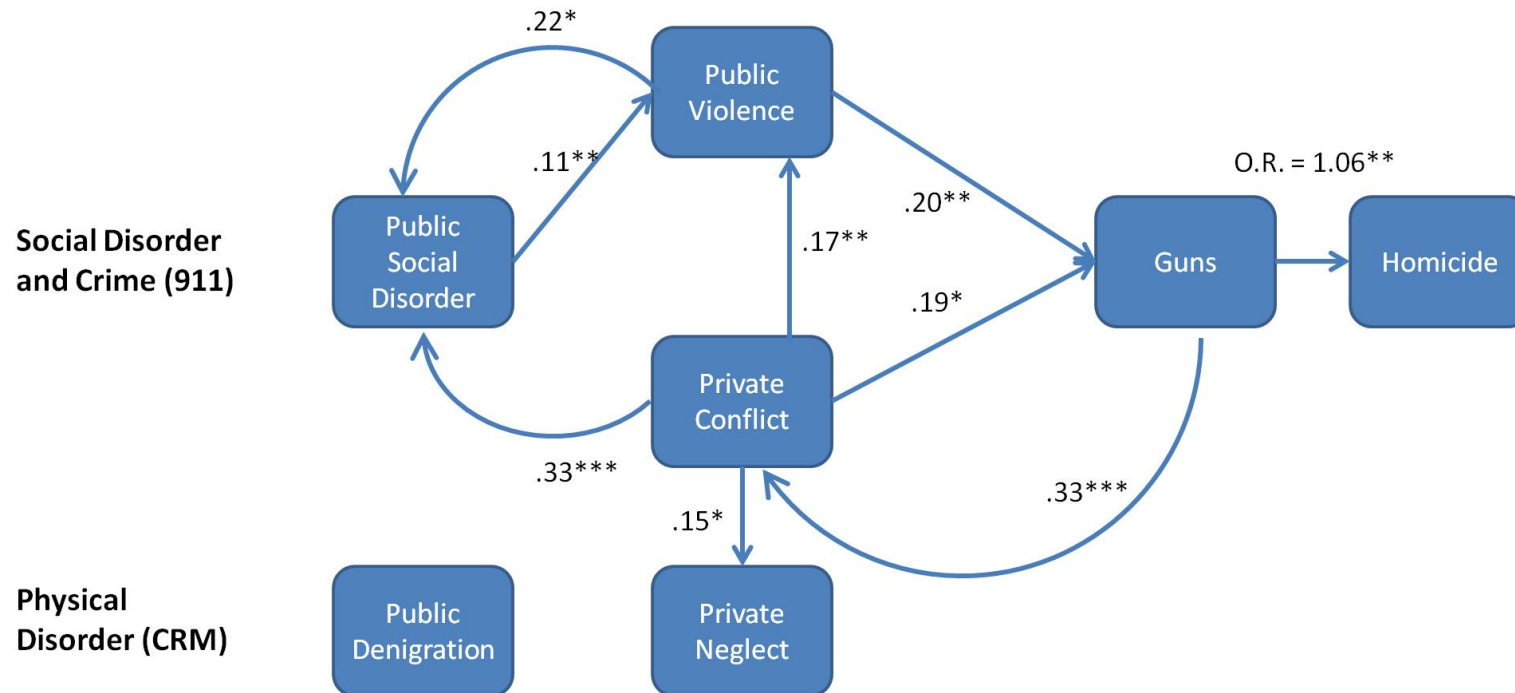 .22*
Public
Violence
.11**
O.R. = 1.06**
Social Disorder
and Crime (911)
Public
Social
Disorder
.20**
.17**
Guns
Homicide
.19*
Private
Conflict
.33***
.33***
.15*
Physical
Disorder (CRM)
Public
Denigration
Private
Neglect